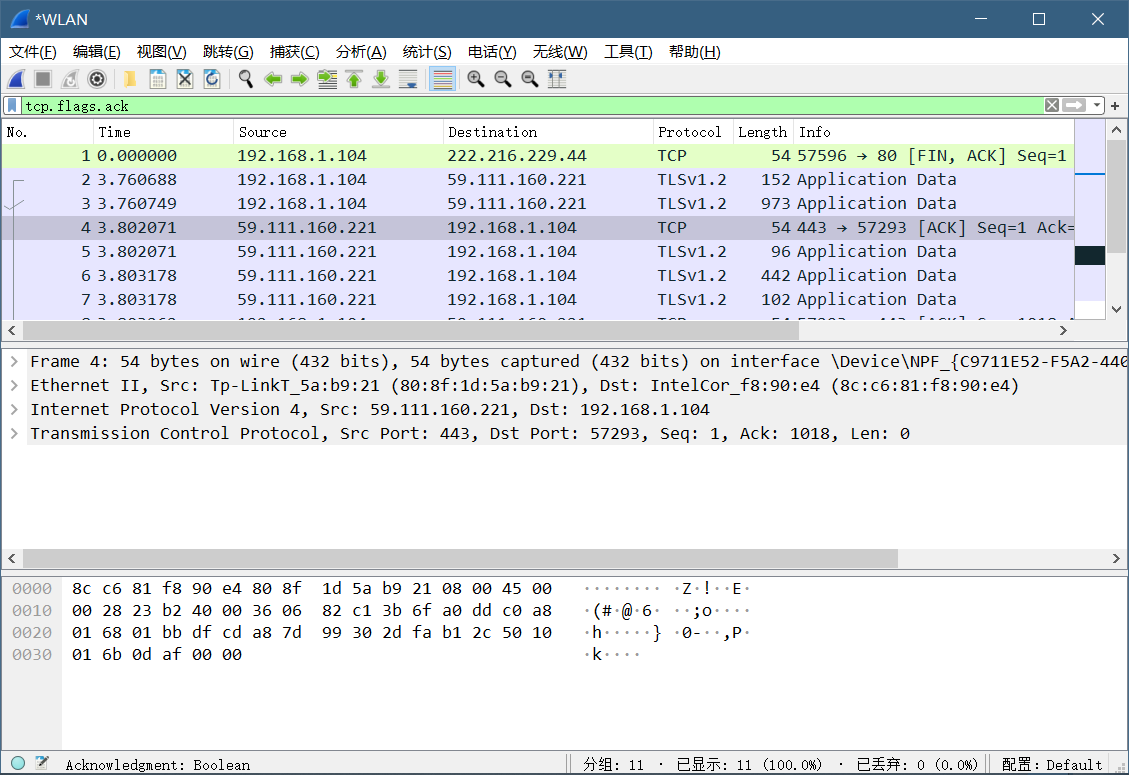 *WLAN
文件(F) 编辑(E) 视图(V) 跳转(G) 捕获(C) 分析(A) 统计(S) 电话(Y) 无线(W) 工具(T) 帮助(H)
tcp.flags.ack
No. Time Source Destination Protocol Length Info
1 0.000000 192.168.1.104 222.216.229.44 TCP 54 57596 → 80 [FIN, ACK] Seq=1
2 3.760688 192.168.1.104 59.111.160.221 TLSv1.2 152 Application Data
3 3.760749 192.168.1.104 59.111.160.221 TLSv1.2 973 Application Data
4 3.802071 59.111.160.221 192.168.1.104 TCP 54 443 → 57293 [ACK] Seq=1 Ack=
5 3.802071 59.111.160.221 192.168.1.104 TLSv1.2 96 Application Data
6 3.803178 59.111.160.221 192.168.1.104 TLSv1.2 442 Application Data
7 3.803178 59.111.160.221 192.168.1.104 TLSv1.2 102 Application Data
Frame 4: 54 bytes on wire (432 bits), 54 bytes captured (432 bits) on interface \Device\NPF_{C9711E52-F5A2-440
Ethernet II, Src: Tp-LinkT_5a:b9:21 (80:8f:1d:5a:b9:21), Dst: IntelCor_f8:90:e4 (8c:c6:81:f8:90:e4)
Internet Protocol Version 4, Src: 59.111.160.221, Dst: 192.168.1.104
Transmission Control Protocol, Src Port: 443, Dst Port: 57293, Seq: 1, Ack: 1018, Len: 0
0000 8c c6 81 f8 90 e4 80 8f 1d 5a b9 21 08 00 45 00 ········ ·Z·!··E·
0010 00 28 23 b2 40 00 36 06 82 c1 3b 6f a0 dd c0 a8 ·(#·@·6· ··;o····
0020 01 68 01 bb df cd a8 7d 99 30 2d fa b1 2c 50 10 ·h·····} ·0-··,P·
0030 01 6b 0d af 00 00 ·k····
Acknowledgment: Boolean 分组: 11 · 已显示: 11 (100.0%) · 已丢弃: 0 (0.0%) 配置: Default